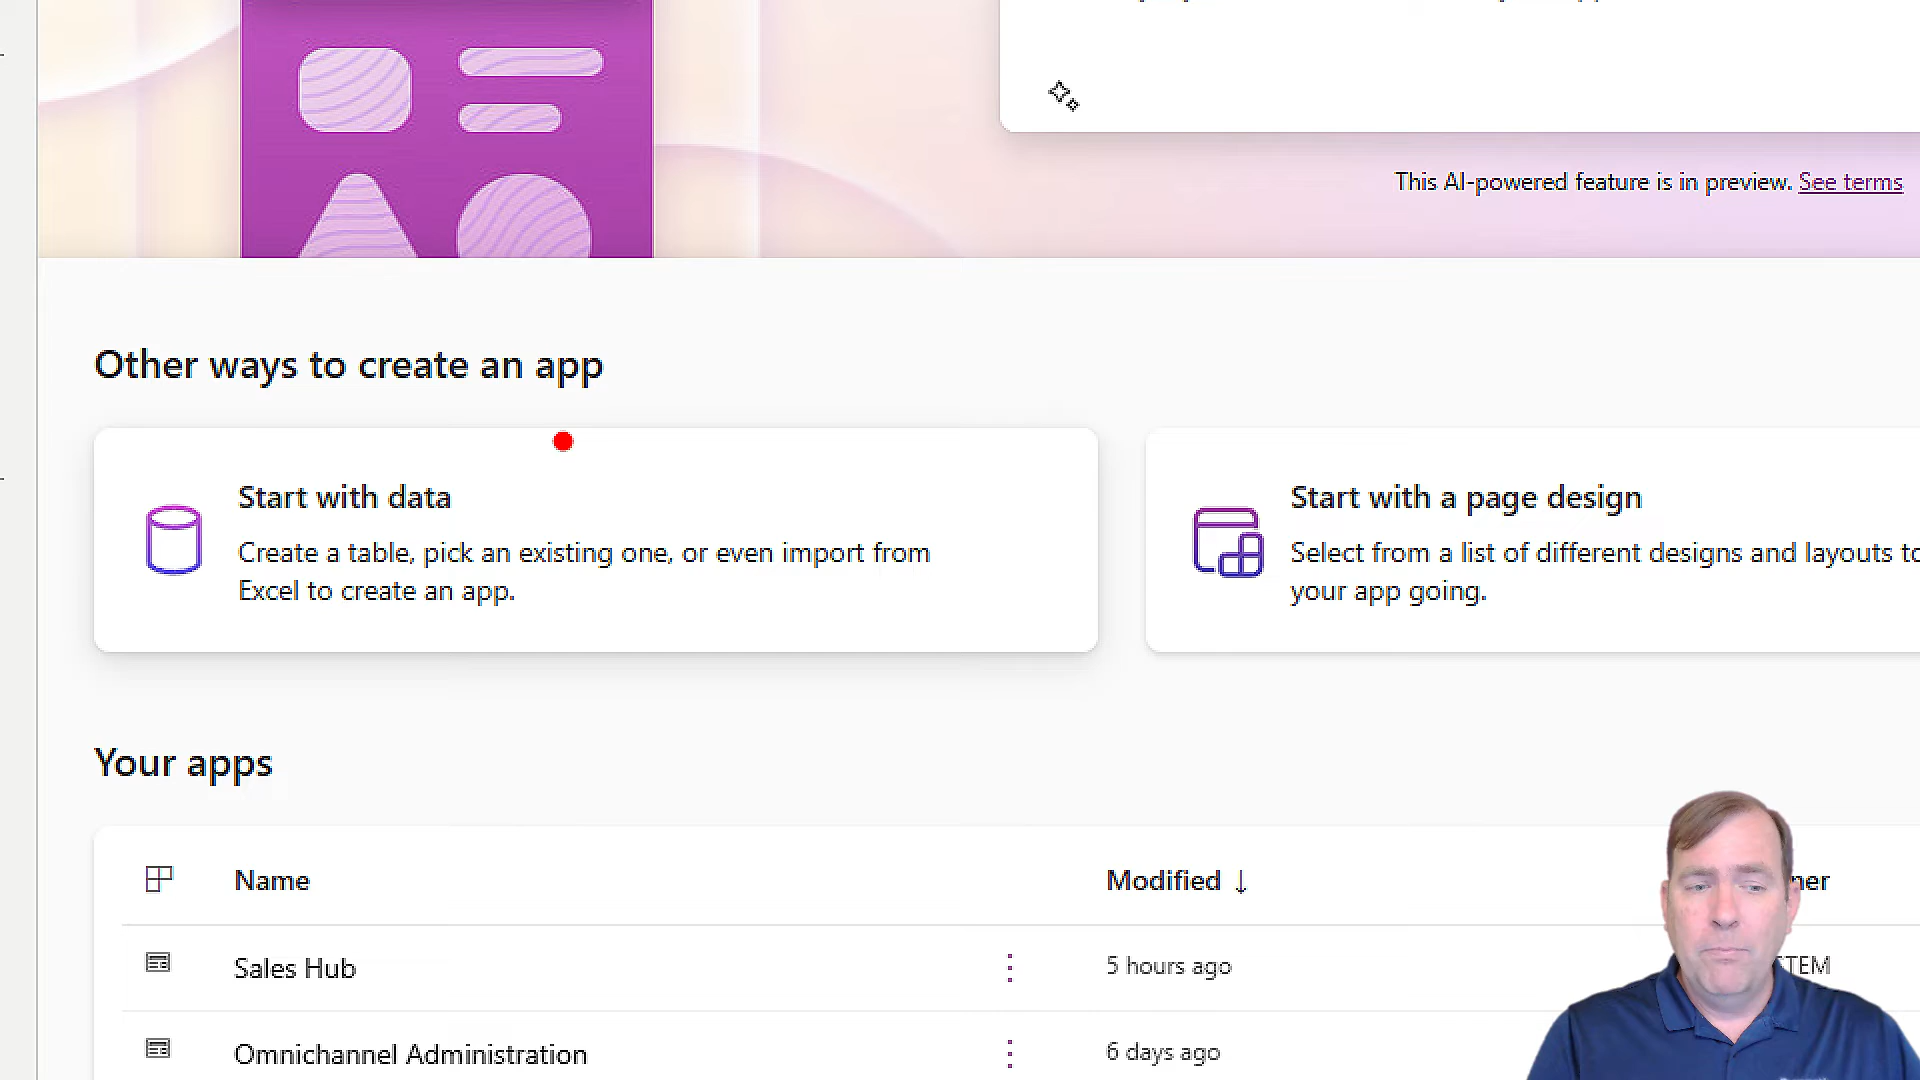 This AI-powered feature is in preview. See terms
Other ways to create an app
Start with data
Create a table, pick an existing one, or even import from
Excel to create an app.
Start with a page design
Select from a list of different designs and layouts to
your app going.
Your apps
Name
Modified ↓
Sales Hub
5 hours ago
Omnichannel Administration
6 days ago